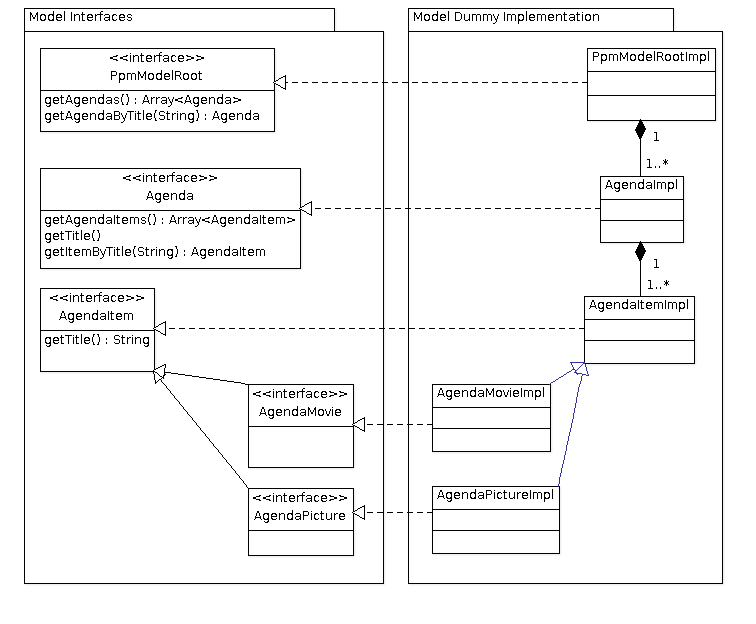 Model Interfaces
<<interface>>
PpmModelRoot
getAgendas() : Array<Agenda>
getAgendaByTitle(String) : Agenda
<<interface>>
Agenda
getAgendaItems() : Array<AgendaItem>
getTitle()
getItemByTitle(String) : AgendaItem
<<interface>>
AgendaItem
getTitle() : String
<<interface>>
AgendaMovie
<<interface>>
AgendaPicture
Model Dummy Implementation
PpmModelRootImpl
1
1..*
AgendaImpl
1
1..*
AgendaItemImpl
AgendaMovieImpl
AgendaPictureImpl